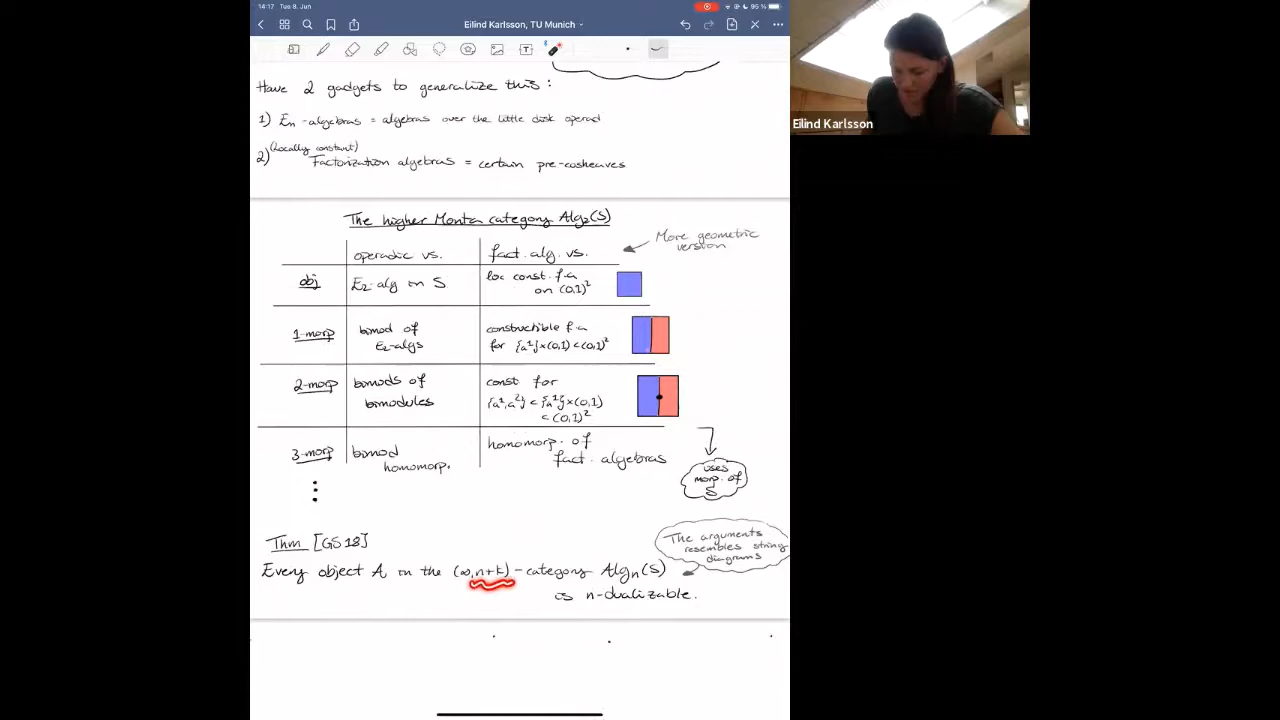 14:17 Tue 8. Jun
95 %
Eilind Karlsson, TU Munich
Have 2 gadgets to generalize this:
1) En-algebras = algebras over the little disk operad
(locally constant)
2) Factorization algebras = certain pre-cosheaves
The higher Morita category Alg₂(S)
operadic vs.
fact. alg. vs.
More geometric
version
obj
E₂-alg in S
loc const. f.a
on (0,1)²
1-morp
bimod of
E₂-algs
constructible f.a
for {a¹}×(0,1)⊂(0,1)²
2-morp
bimods of
bimodules
const for
{a¹,a²} ⊂ {a¹}×(0,1)
⊂ (0,1)²
3-morp
bimod
homomorp.
homomorp. of
fact. algebras
uses
morp. of
S
Thm [GS18]
The arguments
resembles string
diagrams
Every object A in the (∞,n+k)-category Algn(S)
is n-dualizable.
Eilind Karlsson